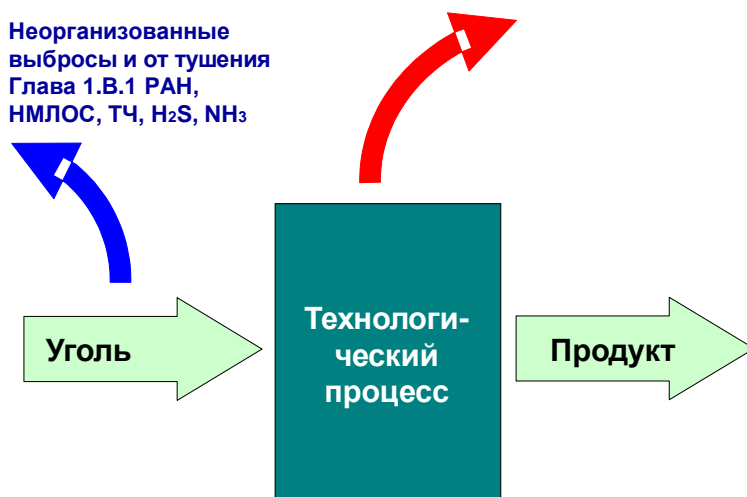 Неорганизованные
выбросы и от тушения
Глава 1.B.1 PAH,
НМЛОС, ТЧ, H₂S, NH₃
Уголь
Технологи-
ческий
процесс
Продукт